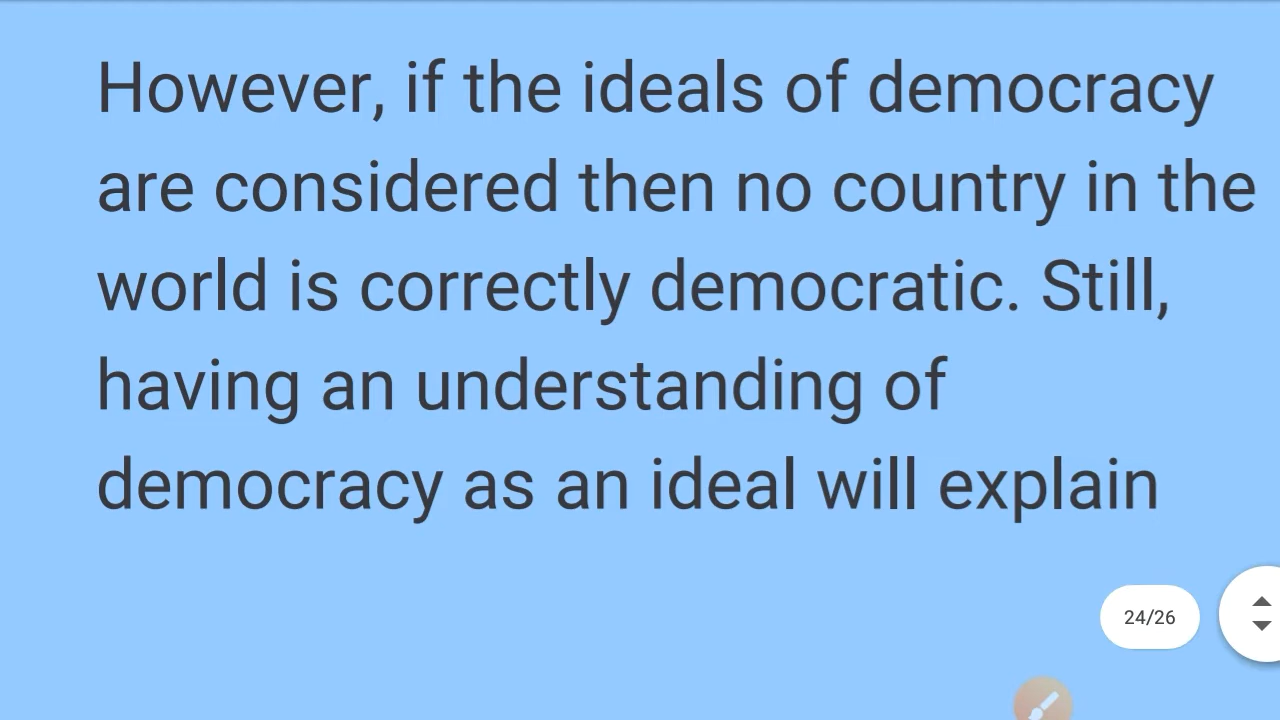 However, if the ideals of democracy
are considered then no country in the
world is correctly democratic. Still,
having an understanding of
democracy as an ideal will explain
24/26